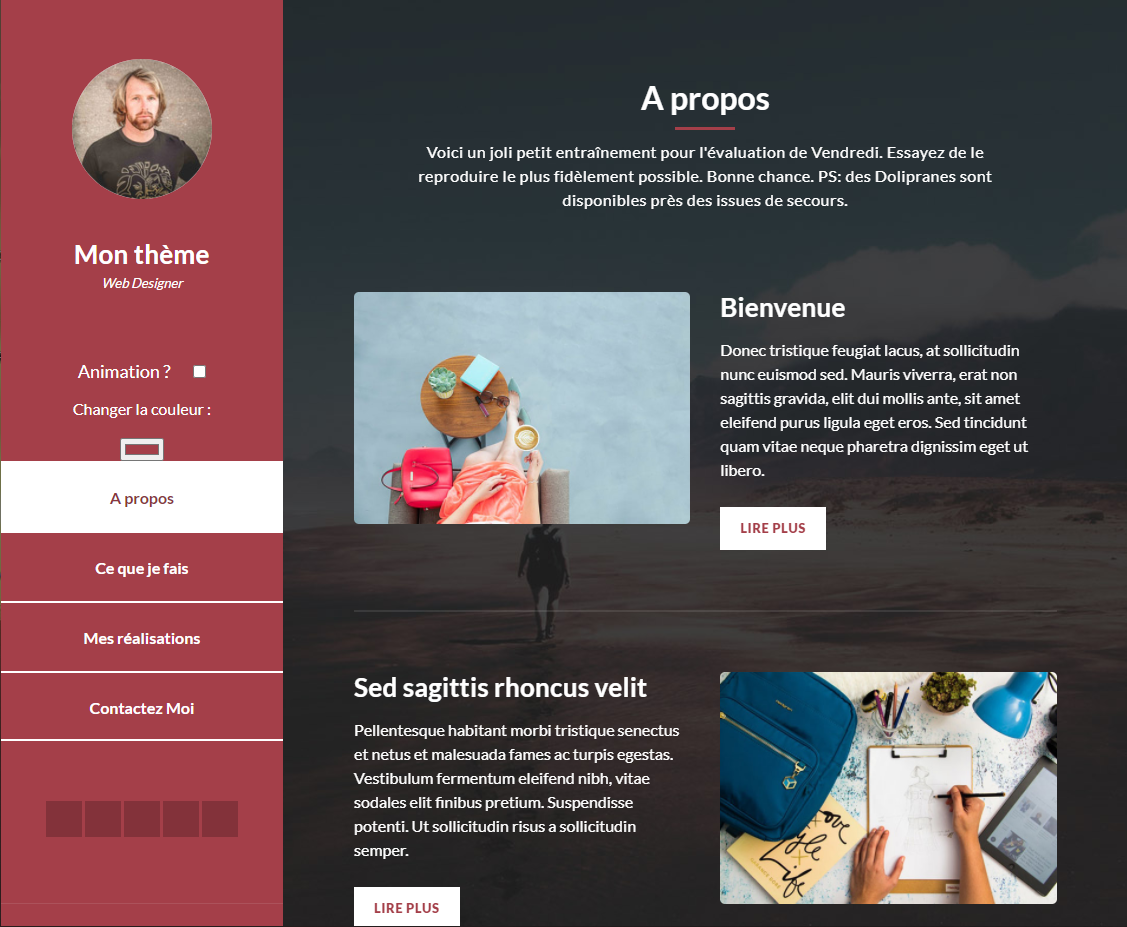 Mon thème
Web Designer
Animation ?
Changer la couleur :
A propos
Ce que je fais
Mes réalisations
Contactez Moi
A propos
Voici un joli petit entraînement pour l'évaluation de Vendredi. Essayez de le
reproduire le plus fidèlement possible. Bonne chance. PS: des Dolipranes sont
disponibles près des issues de secours.
Bienvenue
Donec tristique feugiat lacus, at sollicitudin
nunc euismod sed. Mauris viverra, erat non
sagittis gravida, elit dui mollis ante, sit amet
eleifend purus ligula eget eros. Sed tincidunt
quam vitae neque pharetra dignissim eget ut
libero.
LIRE PLUS
Sed sagittis rhoncus velit
Pellentesque habitant morbi tristique senectus
et netus et malesuada fames ac turpis egestas.
Vestibulum fermentum eleifend nibh, vitae
sodales elit finibus pretium. Suspendisse
potenti. Ut sollicitudin risus a sollicitudin
semper.
LIRE PLUS
Life